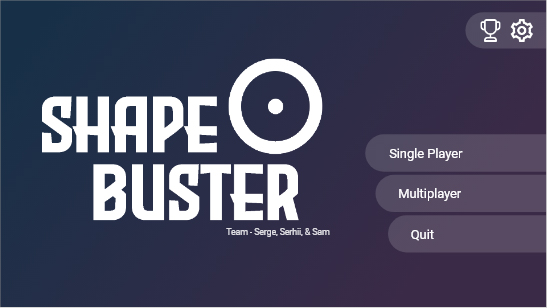 SHAPE
BUSTER
Team - Serge, Serhii, & Sam
Single Player
Multiplayer
Quit